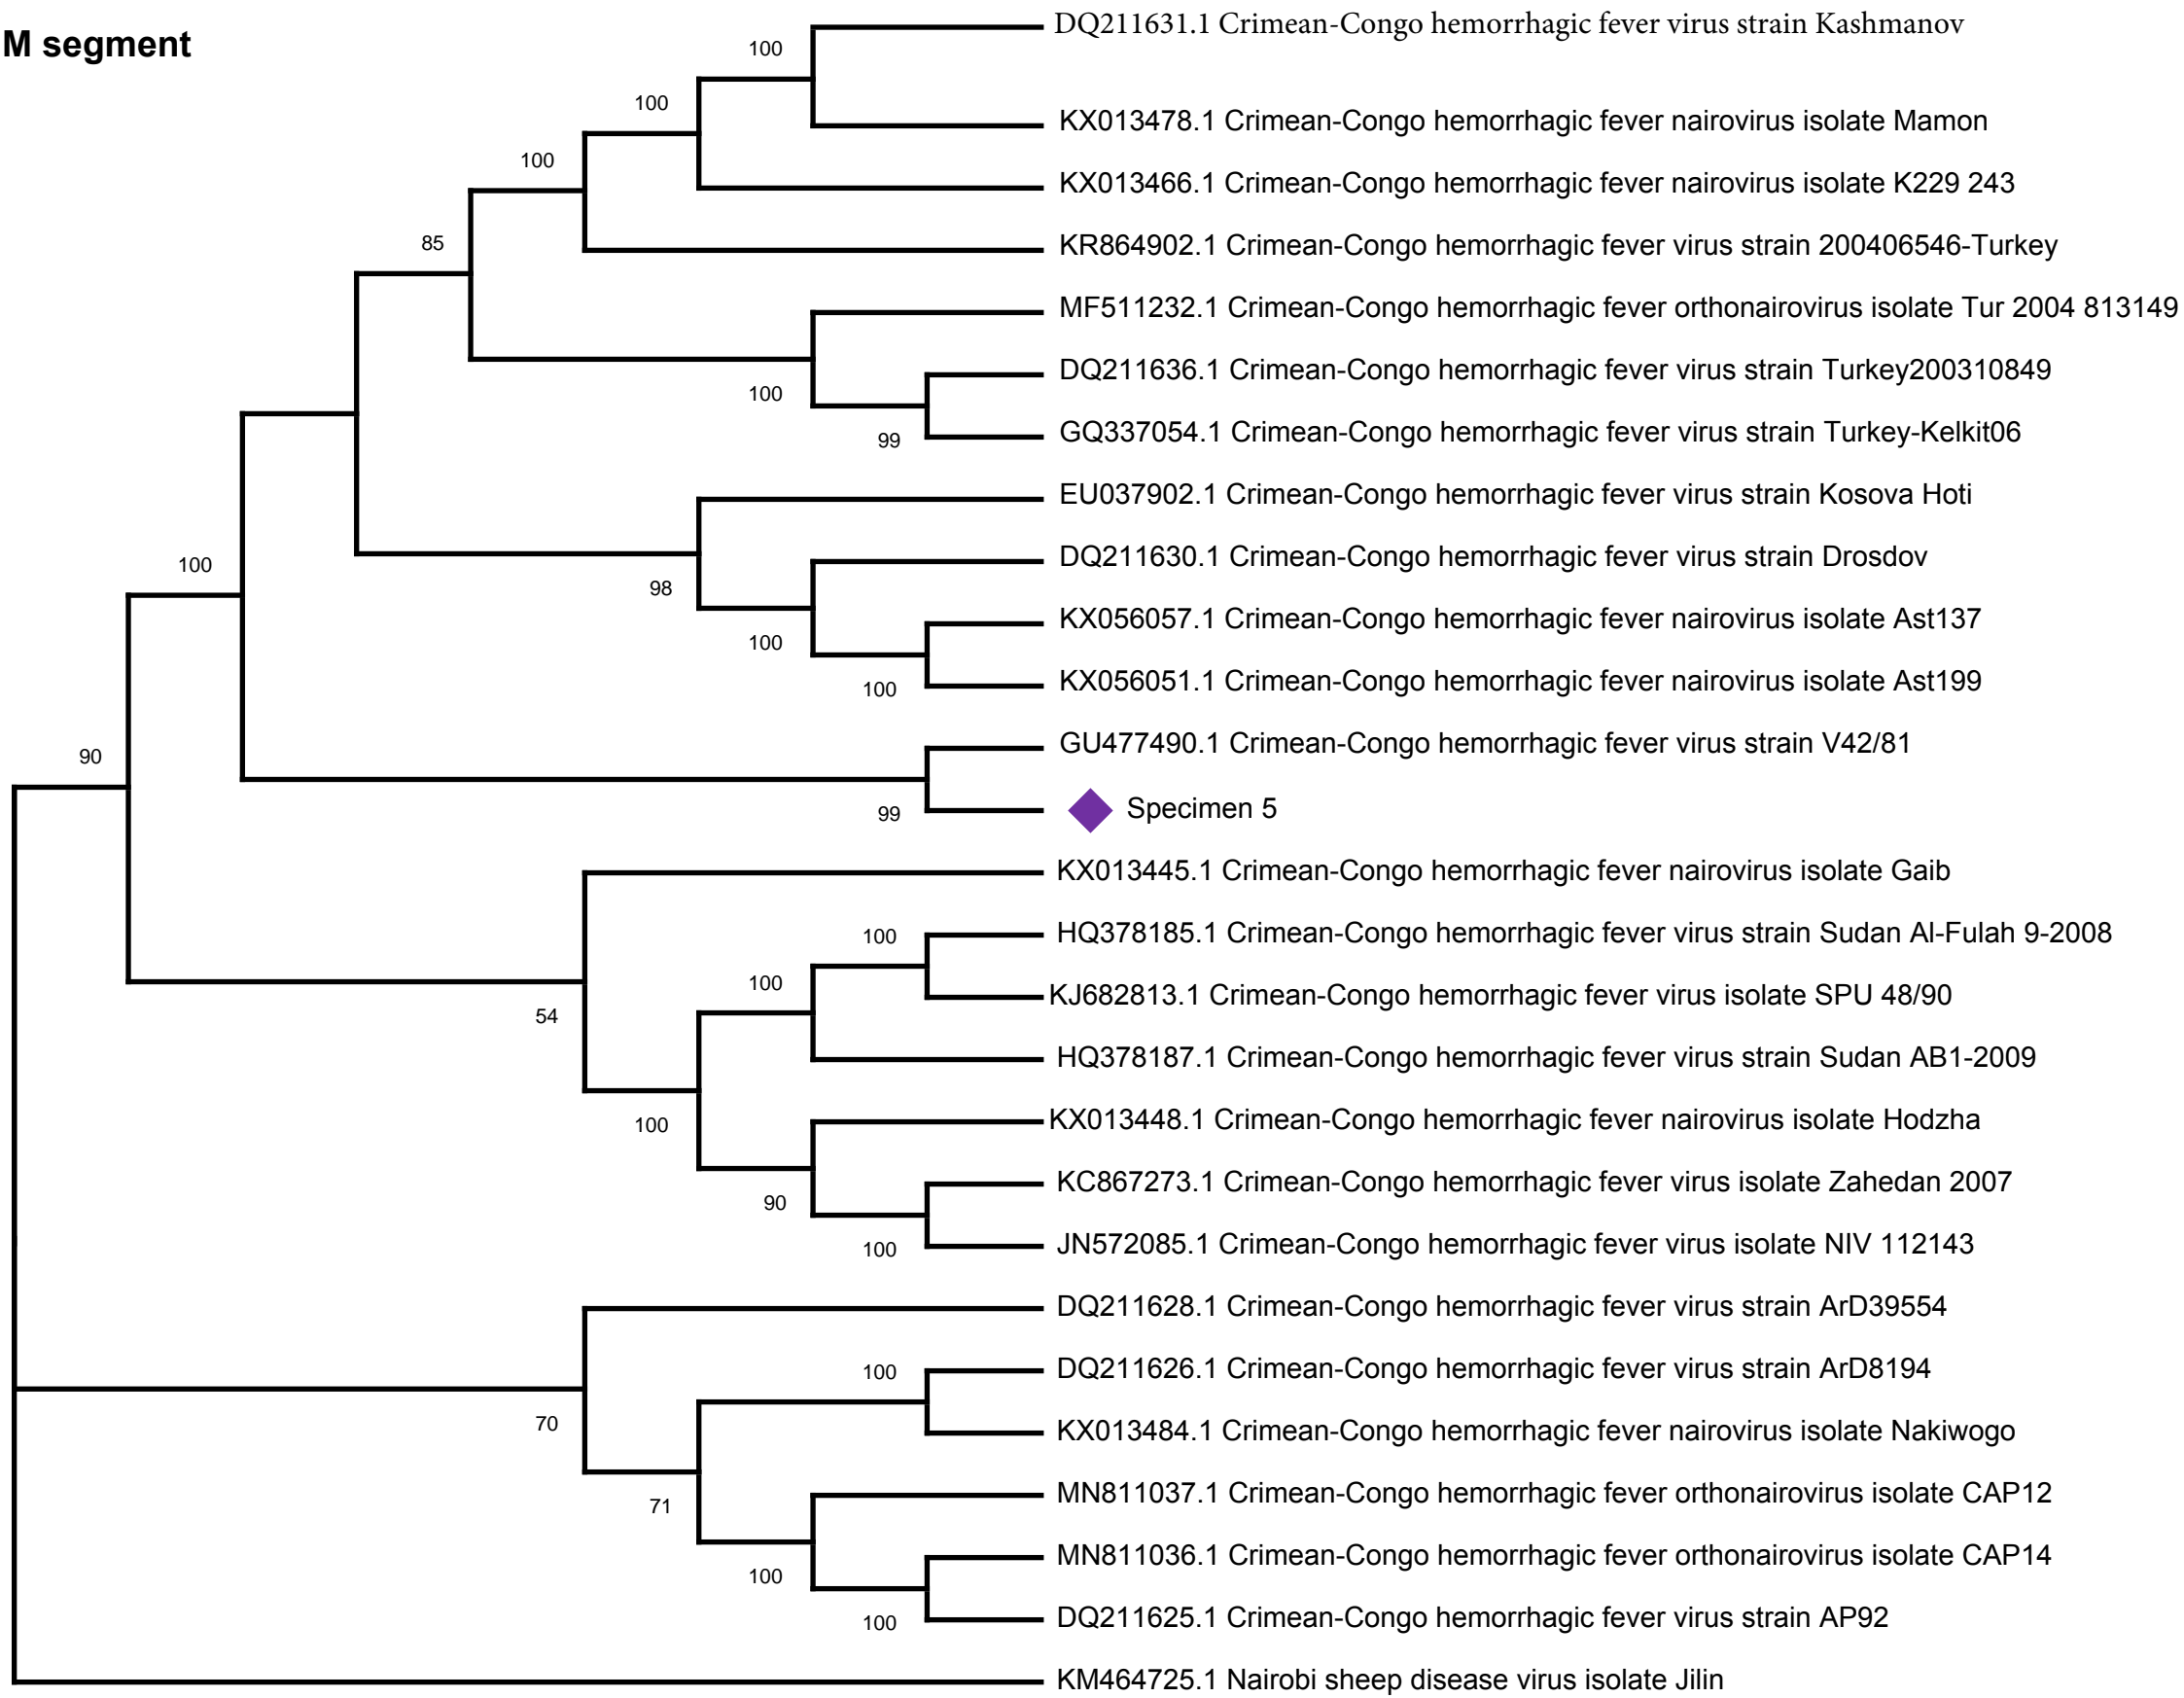 M segment
DQ211631.1 Crimean-Congo hemorrhagic fever virus strain Kashmanov
100
KX013478.1 Crimean-Congo hemorrhagic fever nairovirus isolate Mamon
100
KX013466.1 Crimean-Congo hemorrhagic fever nairovirus isolate K229 243
100
KR864902.1 Crimean-Congo hemorrhagic fever virus strain 200406546-Turkey
85
MF511232.1 Crimean-Congo hemorrhagic fever orthonairovirus isolate Tur 2004 813149
DQ211636.1 Crimean-Congo hemorrhagic fever virus strain Turkey200310849
100
GQ337054.1 Crimean-Congo hemorrhagic fever virus strain Turkey-Kelkit06
99
EU037902.1 Crimean-Congo hemorrhagic fever virus strain Kosova Hoti
DQ211630.1 Crimean-Congo hemorrhagic fever virus strain Drosdov
100
98
KX056057.1 Crimean-Congo hemorrhagic fever nairovirus isolate Ast137
100
KX056051.1 Crimean-Congo hemorrhagic fever nairovirus isolate Ast199
100
GU477490.1 Crimean-Congo hemorrhagic fever virus strain V42/81
90
Specimen 5
99
KX013445.1 Crimean-Congo hemorrhagic fever nairovirus isolate Gaib
HQ378185.1 Crimean-Congo hemorrhagic fever virus strain Sudan Al-Fulah 9-2008
100
100
KJ682813.1 Crimean-Congo hemorrhagic fever virus isolate SPU 48/90
54
HQ378187.1 Crimean-Congo hemorrhagic fever virus strain Sudan AB1-2009
KX013448.1 Crimean-Congo hemorrhagic fever nairovirus isolate Hodzha
100
KC867273.1 Crimean-Congo hemorrhagic fever virus isolate Zahedan 2007
90
JN572085.1 Crimean-Congo hemorrhagic fever virus isolate NIV 112143
100
DQ211628.1 Crimean-Congo hemorrhagic fever virus strain ArD39554
DQ211626.1 Crimean-Congo hemorrhagic fever virus strain ArD8194
100
70
KX013484.1 Crimean-Congo hemorrhagic fever nairovirus isolate Nakiwogo
MN811037.1 Crimean-Congo hemorrhagic fever orthonairovirus isolate CAP12
71
MN811036.1 Crimean-Congo hemorrhagic fever orthonairovirus isolate CAP14
100
DQ211625.1 Crimean-Congo hemorrhagic fever virus strain AP92
100
KM464725.1 Nairobi sheep disease virus isolate Jilin